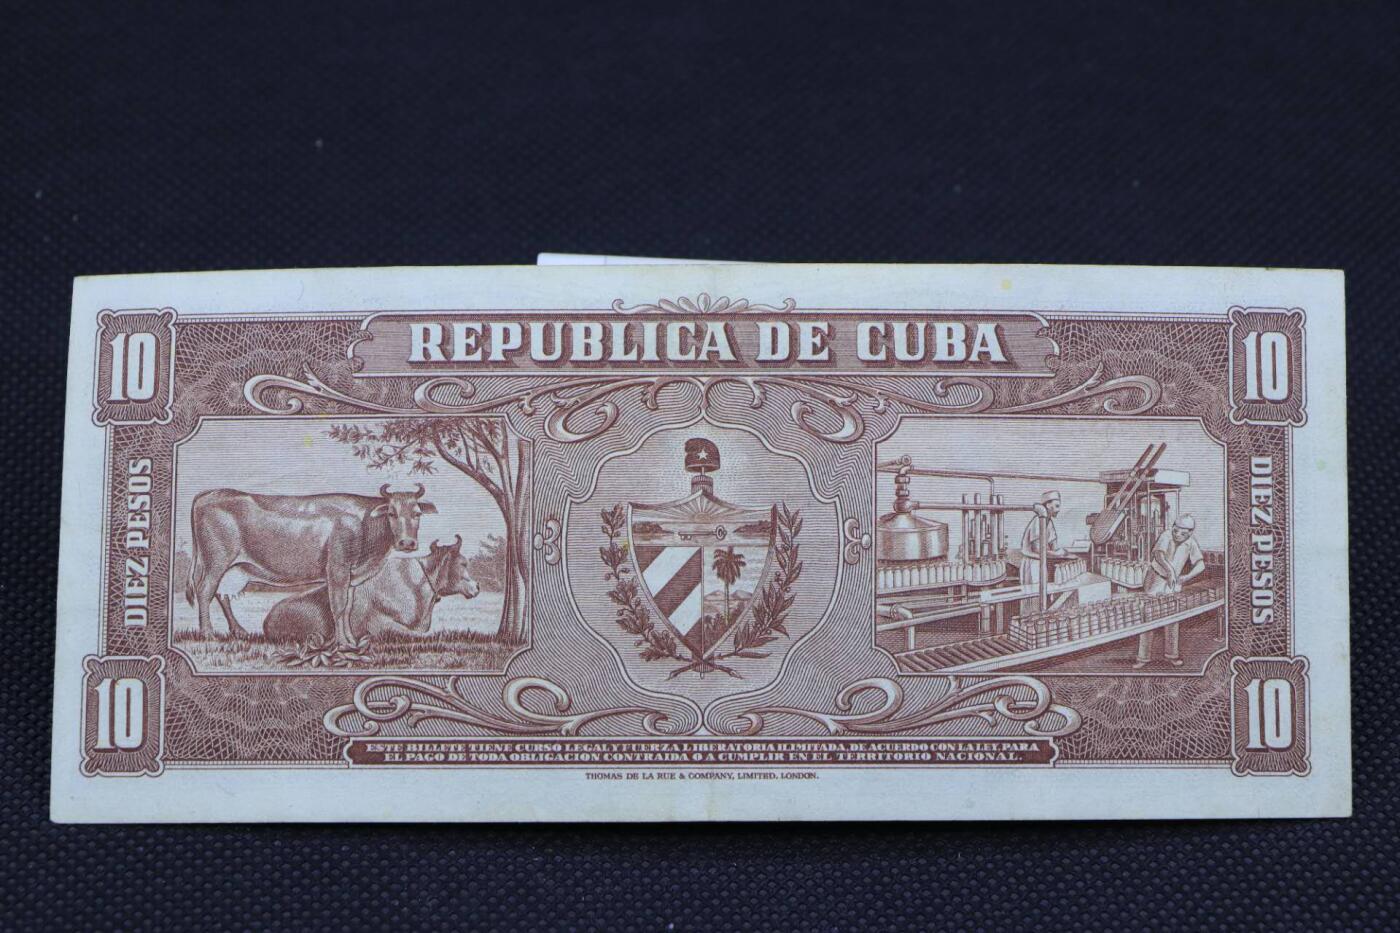 10
REPUBLICA DE CUBA
10
DIEZ PESOS
DIEZ PESOS
10
10
ESTE BILLETE TIENE CURSO LEGAL Y FUERZA LIBERATORIA ILIMITADA, DE ACUERDO CON LA LEY, PARA
EL PAGO DE TODA OBLIGACION CONTRAIDA O A CUMPLIR EN EL TERRITORIO NACIONAL.
THOMAS DE LA RUE & COMPANY, LIMITED, LONDON.